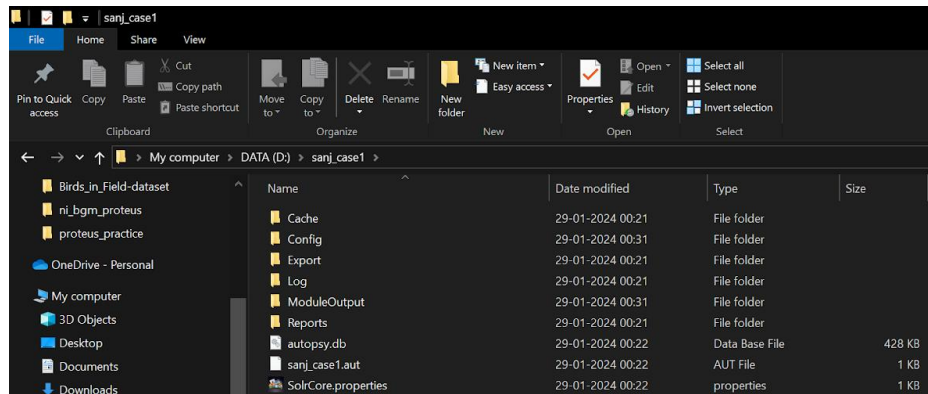 sanj_case1
File Home Share View
Pin to Quick access
Copy
Paste
Cut
Copy path
Paste shortcut
Clipboard
Move to
Copy to
Delete
Rename
Organize
New folder
New item
Easy access
New
Properties
Open
Edit
History
Open
Select all
Select none
Invert selection
Select
My computer > DATA (D:) > sanj_case1 >
Birds_in_Field-dataset
ni_bgm_proteus
proteus_practice
OneDrive - Personal
My computer
3D Objects
Desktop
Documents
Downloads
Name Date modified Type Size
Cache 29-01-2024 00:21 File folder
Config 29-01-2024 00:31 File folder
Export 29-01-2024 00:21 File folder
Log 29-01-2024 00:21 File folder
ModuleOutput 29-01-2024 00:31 File folder
Reports 29-01-2024 00:21 File folder
autopsy.db 29-01-2024 00:22 Data Base File 428 KB
sanj_case1.aut 29-01-2024 00:22 AUT File 1 KB
SolrCore.properties 29-01-2024 00:22 properties 1 KB